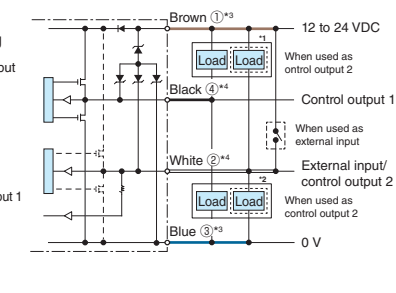 Brown ①*3
12 to 24 VDC
*1
Load
Load
When used as
ontrol output 2
out
Black ④*4
Control output 1
When used as
external input
White ②*4
External input/
control output 2
*2
Load
Load
When used as
control output 2
out 1
Blue ③*3
0 V